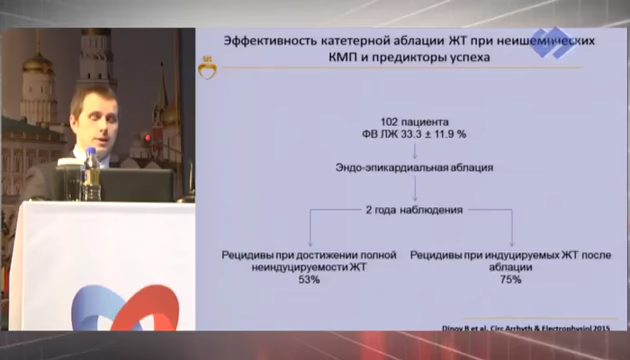 Эффективность катетерной аблации ЖТ при неишемических
КМП и предикторы успеха
102 пациента
ФВ ЛЖ 33.3 ± 11.9 %
Эндо-эпикардиальная аблация
2 года наблюдения
Рецидивы при достижении полной
неиндуцируемости ЖТ
53%
Рецидивы при индуцируемых ЖТ после
аблации
75%
Dinov B et al. Circ Arrhyth & Electrophysiol 2015